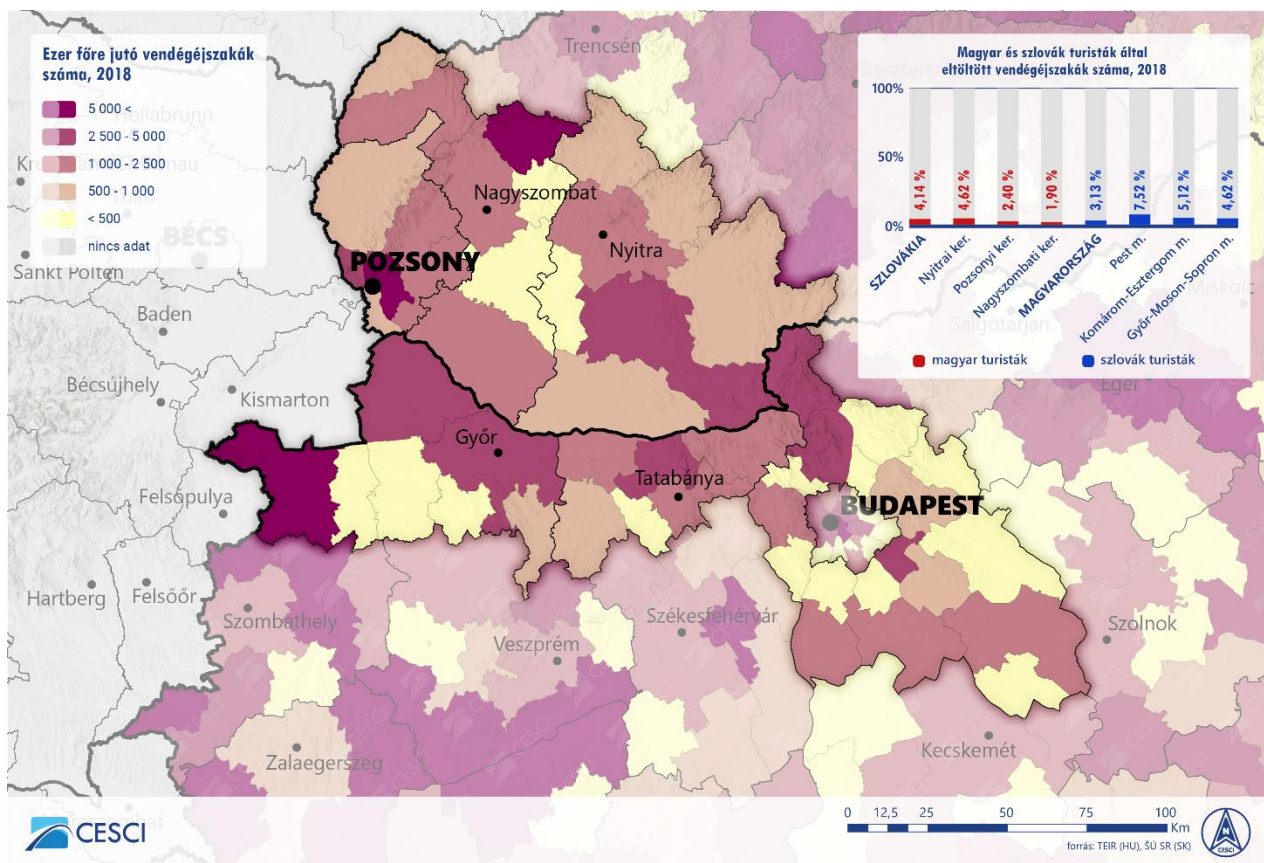 Ezer főre jutó vendégéjszakák
száma, 2018
5 000 <
2 500 - 5 000
1 000 - 2 500
500 - 1 000
< 500
nincs adat
Magyar és szlovák turisták által
eltöltött vendégéjszakák száma, 2018
100%
50%
0%
4,14 %
4,62 %
2,40 %
1,90 %
3,13 %
7,52 %
5,12 %
4,62 %
SZLOVÁKIA
Nyitrai ker.
Pozsonyi ker.
Nagyszombati ker.
MAGYARORSZÁG
Pest m.
Komárom-Esztergom m.
Győr-Moson-Sopron m.
magyar turisták
szlovák turisták
Trencsén
Hollabrunn
Tulln
BÉCS
Sankt Pölten
Nagyszombat
Nyitra
POZSONY
Baden
Bécsújhely
Kismarton
Miskolc
Salgótarján
Eger
Győr
Tatabánya
Felsőpulya
BUDAPEST
Hartberg
Felsőőr
Szombathely
Veszprém
Székesfehérvár
Szolnok
Zalaegerszeg
Kecskemét
CESCI
0 12,5 25 50 75 100
Km
forrás: TEIR (HU), ŠÚ SR (SK)
N
CESCI